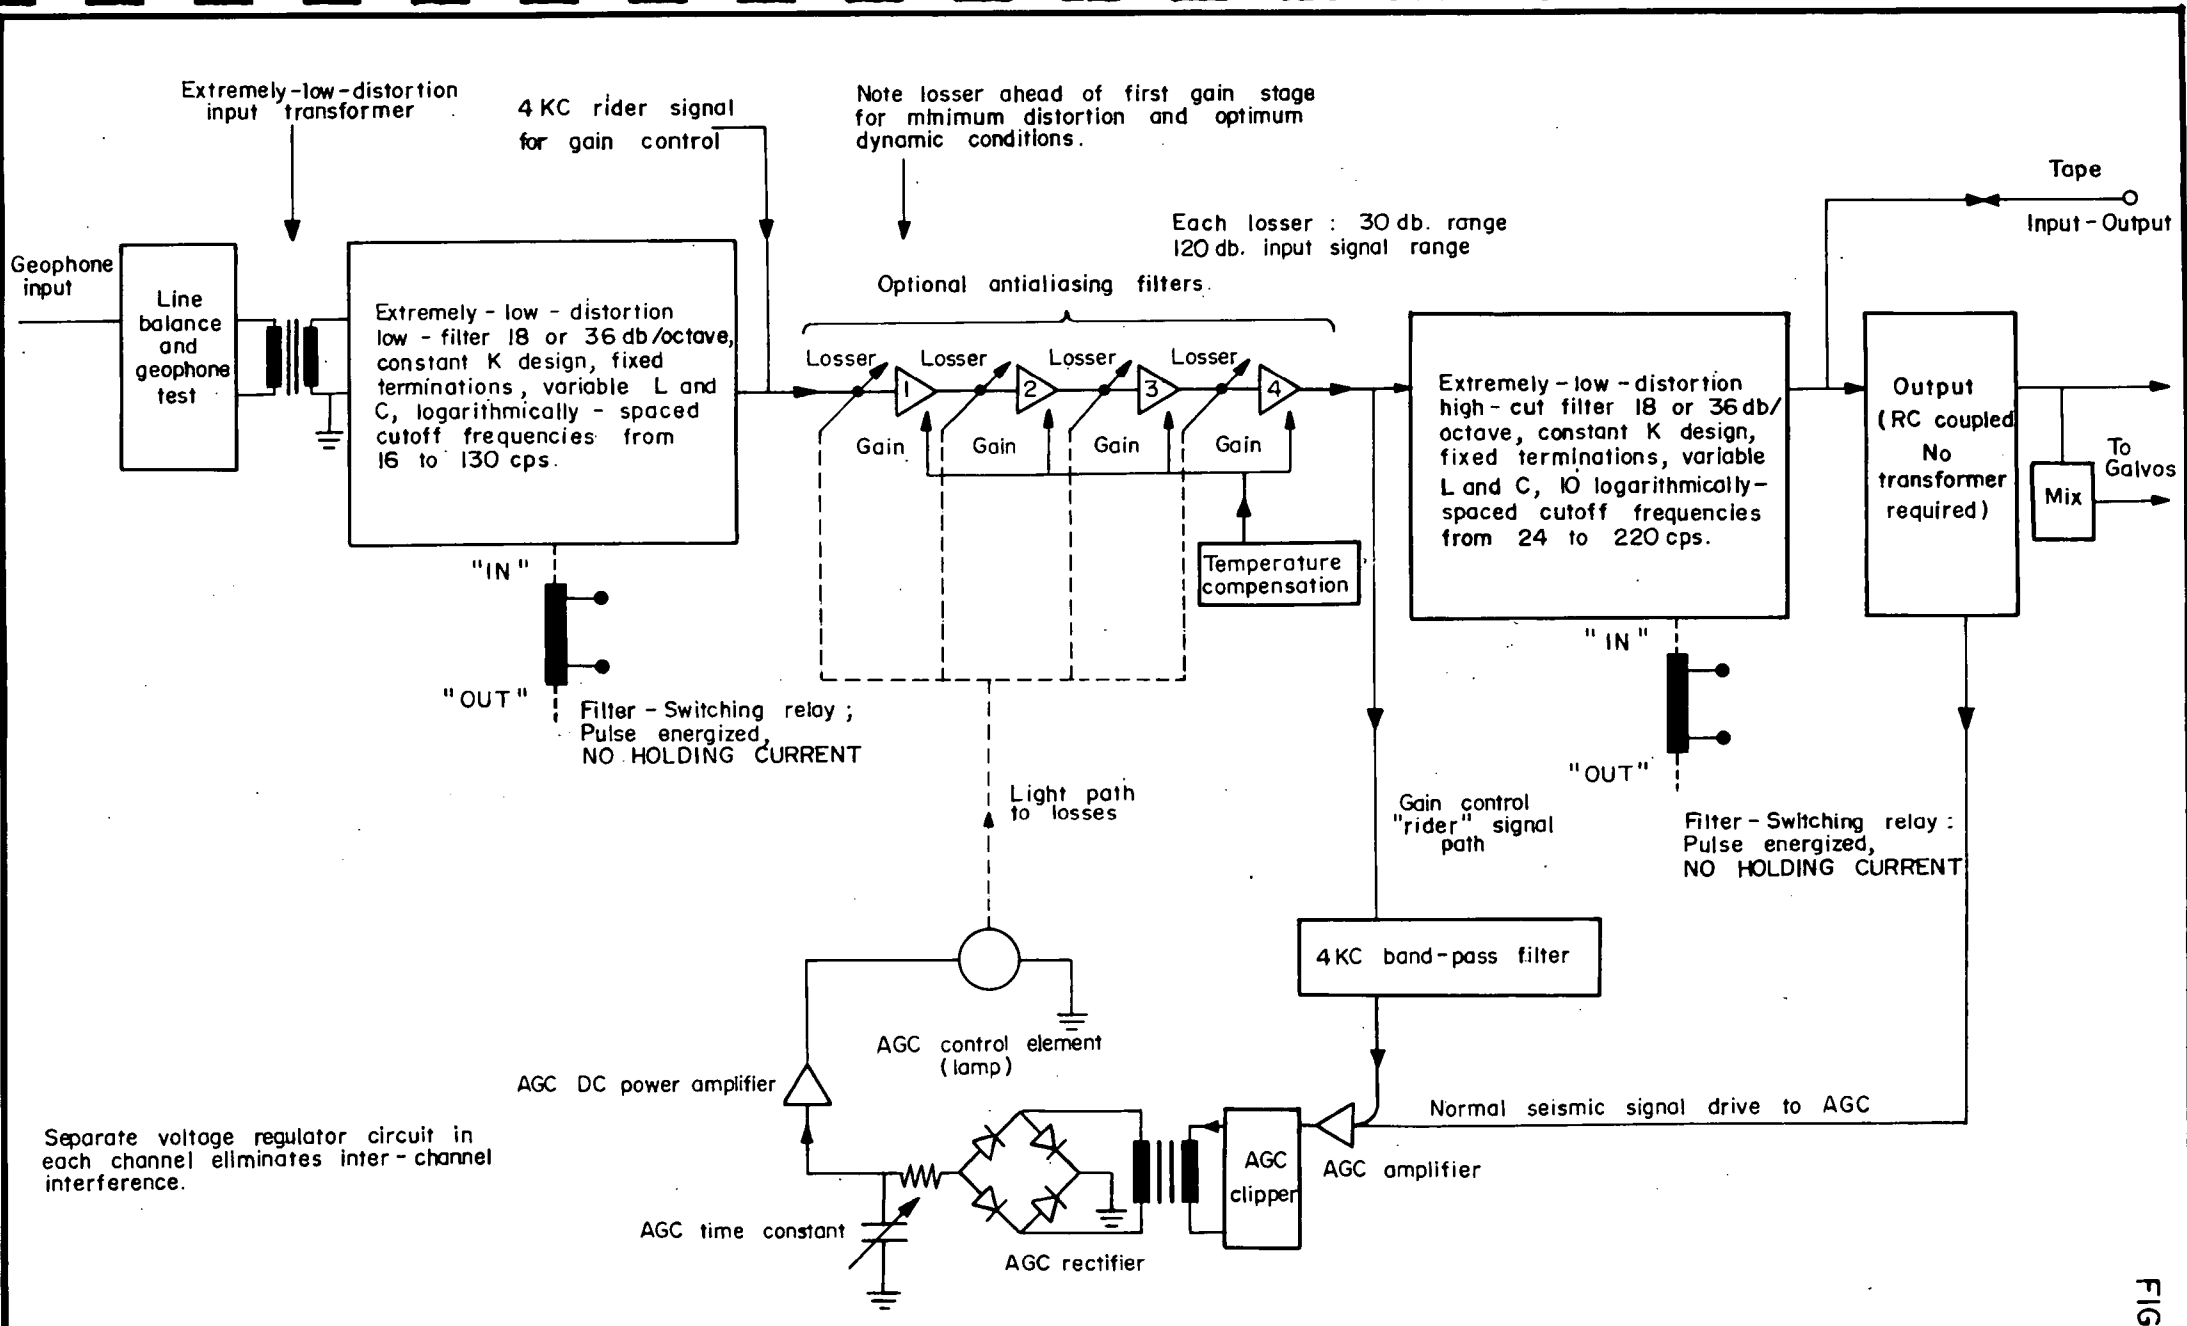 Extremely-low-distortion
input transformer
4 KC rider signal
for gain control
Note losser ahead of first gain stage
for minimum distortion and optimum
dynamic conditions.
Tape
Input-Output
Each losser : 30 db. range
120 db. input signal range
Optional antialiasing filters.
Geophone
input
Line
balance
and
geophone
test
Extremely-low-distortion
low-filter 18 or 36 db/octave,
constant K design, fixed
terminations, variable L and
C, logarithmically-spaced
cutoff frequencies from
16 to 130 cps.
Losser
Losser
Losser
Losser
1
2
3
4
Gain
Gain
Gain
Gain
Temperature
compensation
Extremely-low-distortion
high-cut filter 18 or 36 db/
octave, constant K design,
fixed terminations, variable
L and C, 10 logarithmically-
spaced cutoff frequencies
from 24 to 220 cps.
Output
(RC coupled
No
transformer
required)
To
Galvos
Mix
"IN"
"OUT"
Filter-Switching relay;
Pulse energized,
NO HOLDING CURRENT
"IN"
"OUT"
Filter-Switching relay:
Pulse energized,
NO HOLDING CURRENT
Light path
to losses
Gain control
"rider" signal
path
4 KC band-pass filter
AGC control element
(lamp)
AGC DC power amplifier
Normal seismic signal drive to AGC
Separate voltage regulator circuit in
each channel eliminates inter-channel
interference.
AGC
clipper
AGC amplifier
AGC time constant
AGC rectifier
FIG